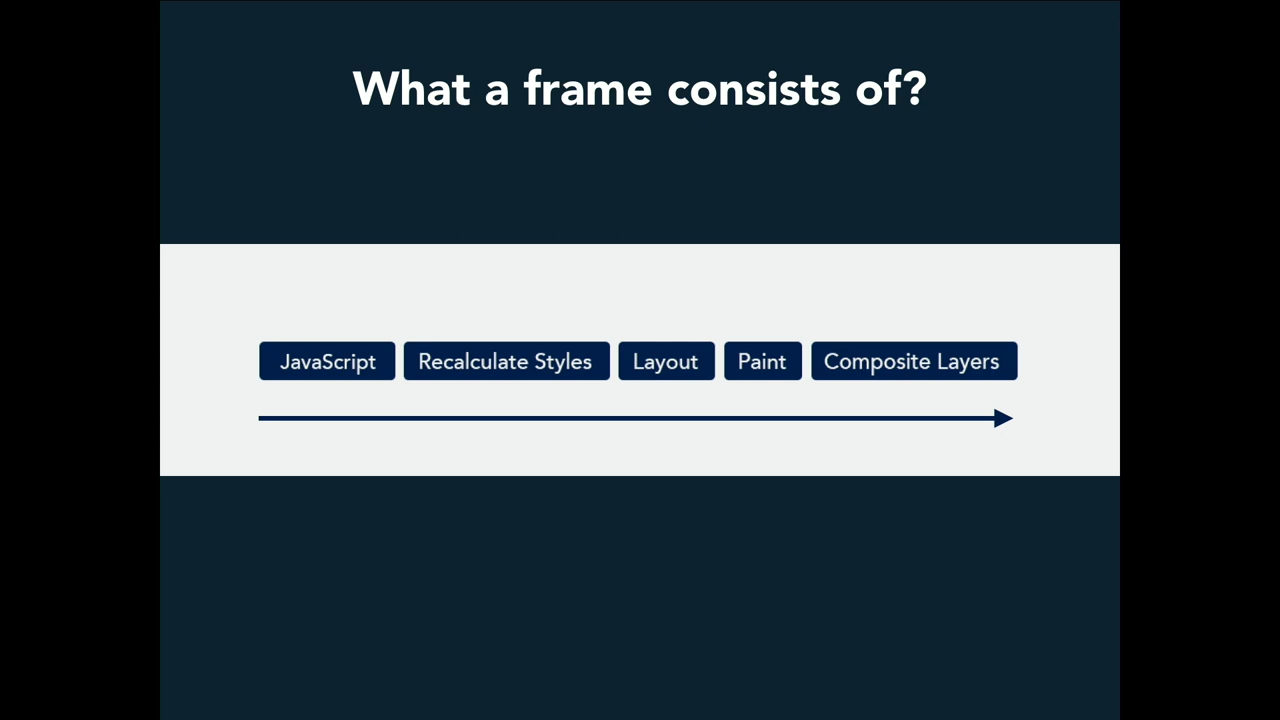 What a frame consists of?
JavaScript Recalculate Styles Layout Paint Composite Layers